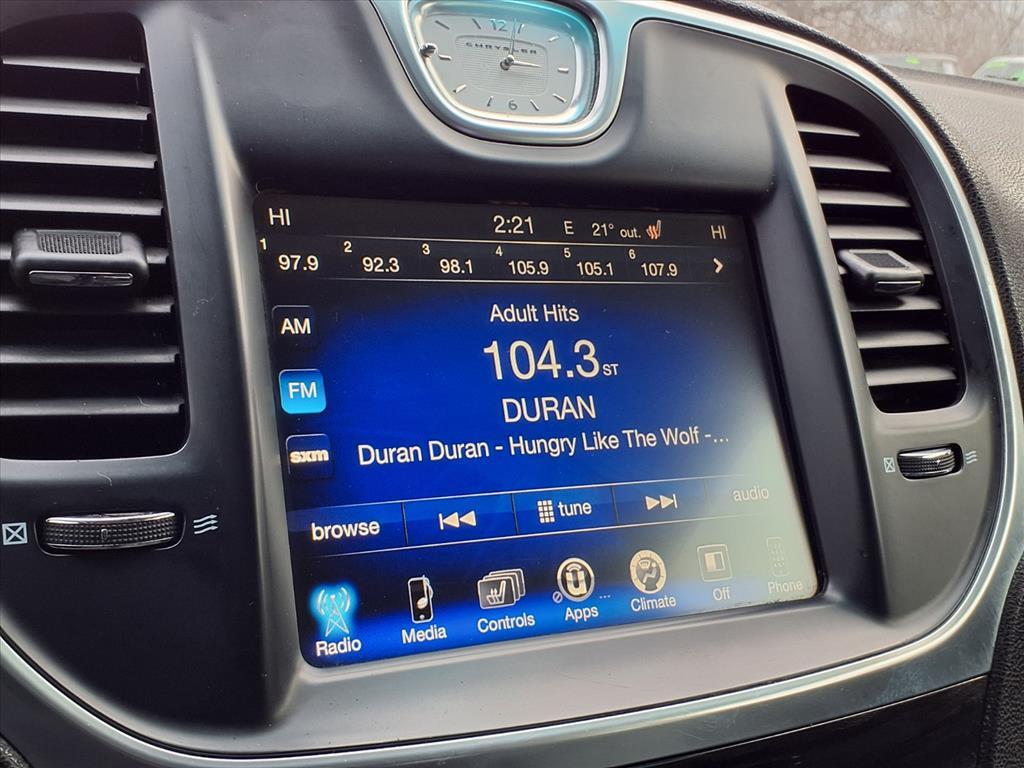 12
CHRYSLER
6
HI 2:21 E 21° out. HI
1 97.9 2 92.3 3 98.1 4 105.9 5 105.1 6 107.9
AM
Adult Hits
FM
104.3 ST
DURAN
sxm
Duran Duran - Hungry Like The Wolf -...
browse tune audio
Radio Media Controls Apps Climate Off Phone